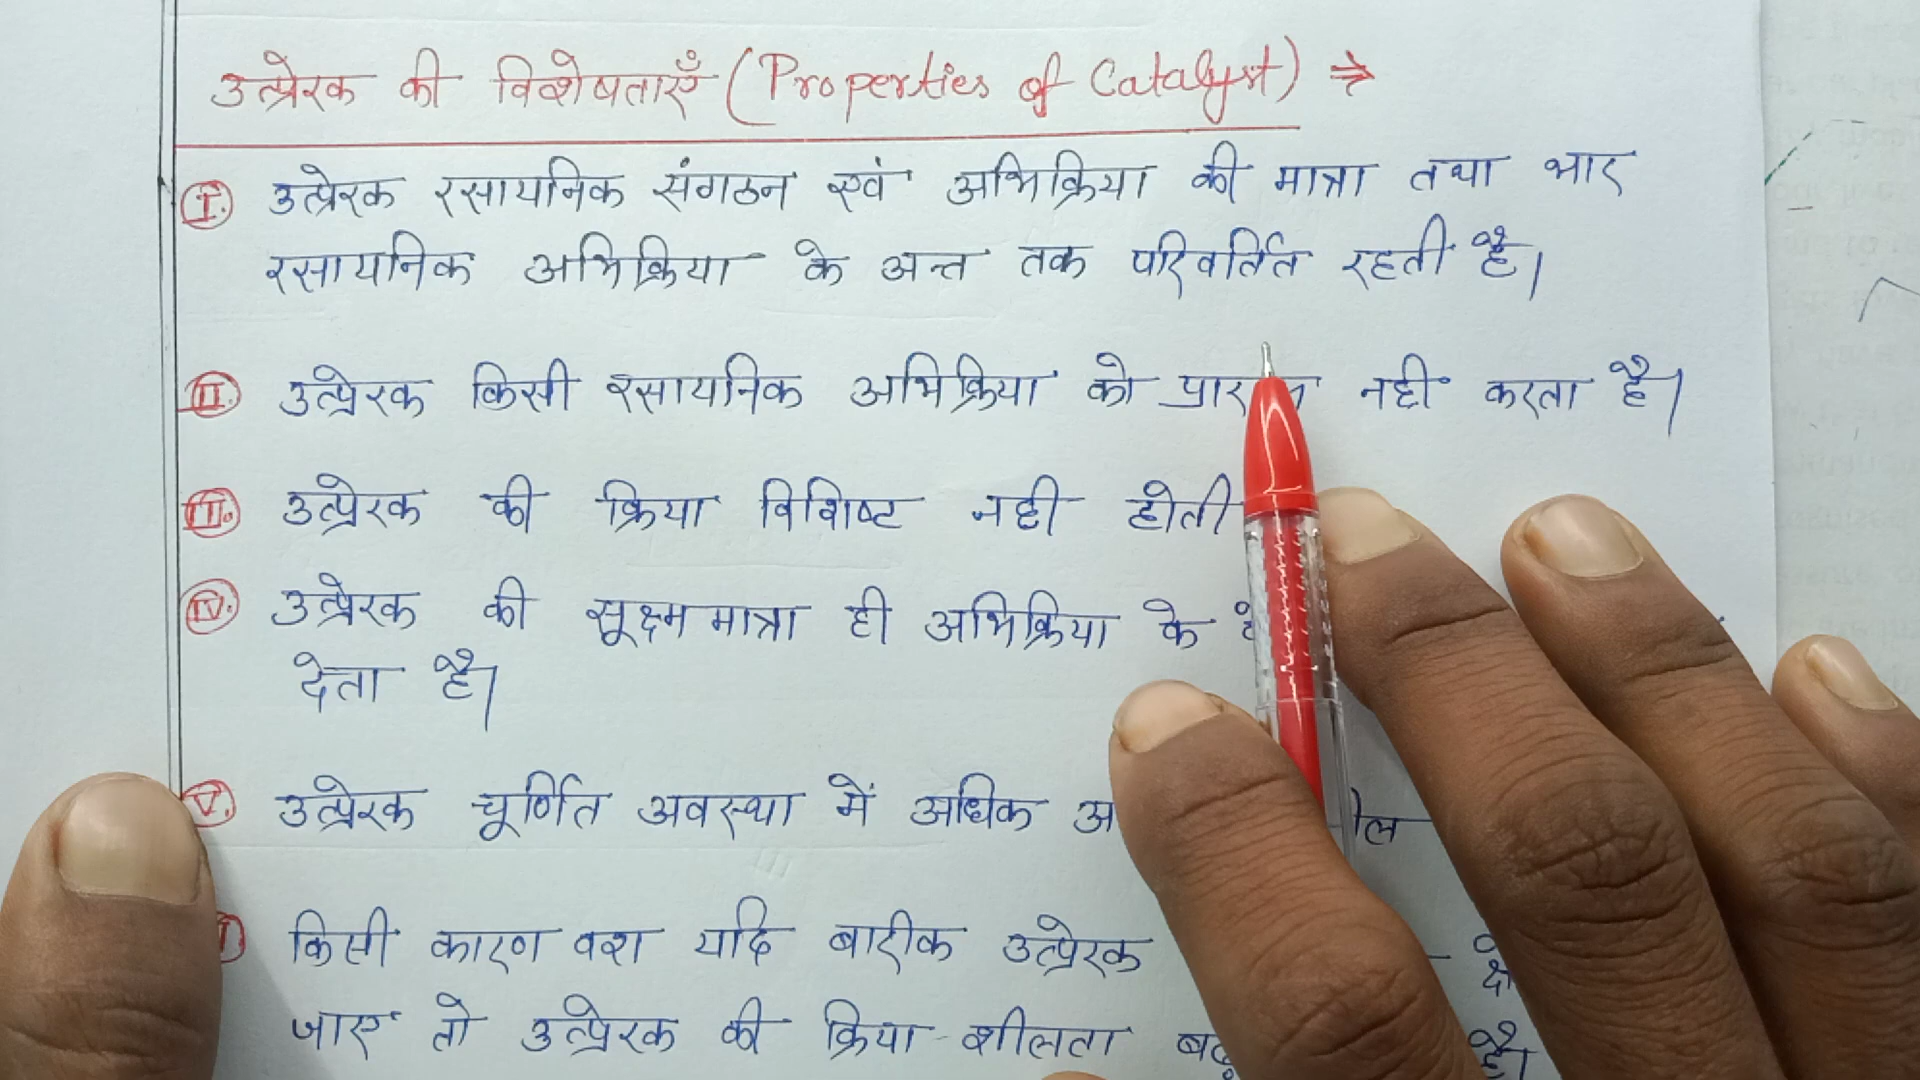 उत्प्रेरक की विशेषताएँ (Properties of Catalyst) ⇒
I. उत्प्रेरक रसायनिक संगठन एवं अभिक्रिया की मात्रा तथा भार
रसायनिक अभिक्रिया के अन्त तक परिवर्तित रहती है।
II. उत्प्रेरक किसी रसायनिक अभिक्रिया को नही करता है।
III. उत्प्रेरक की क्रिया विशिष्ट नही होती
IV. उत्प्रेरक की सूक्ष्म मात्रा ही अभिक्रिया के
देता है।
V. उत्प्रेरक चूर्णित अवस्था में अधिक
किसी कारण वश यदि बारीक उत्प्रेरक
जाए तो उत्प्रेरक की क्रिया-शीलता है।